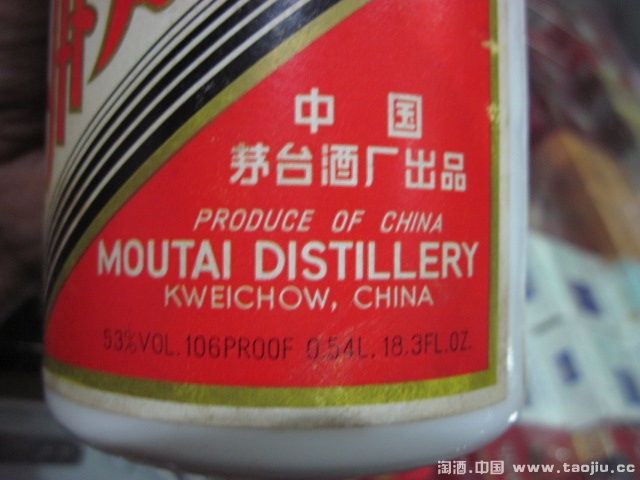 中国
茅台酒厂出品
PRODUCE OF CHINA
MOUTAI DISTILLERY
KWEICHOW, CHINA
53%VOL. 106PROOF 0.54L. 18.3FL.OZ.
淘酒.中国 www.taojiu.cc